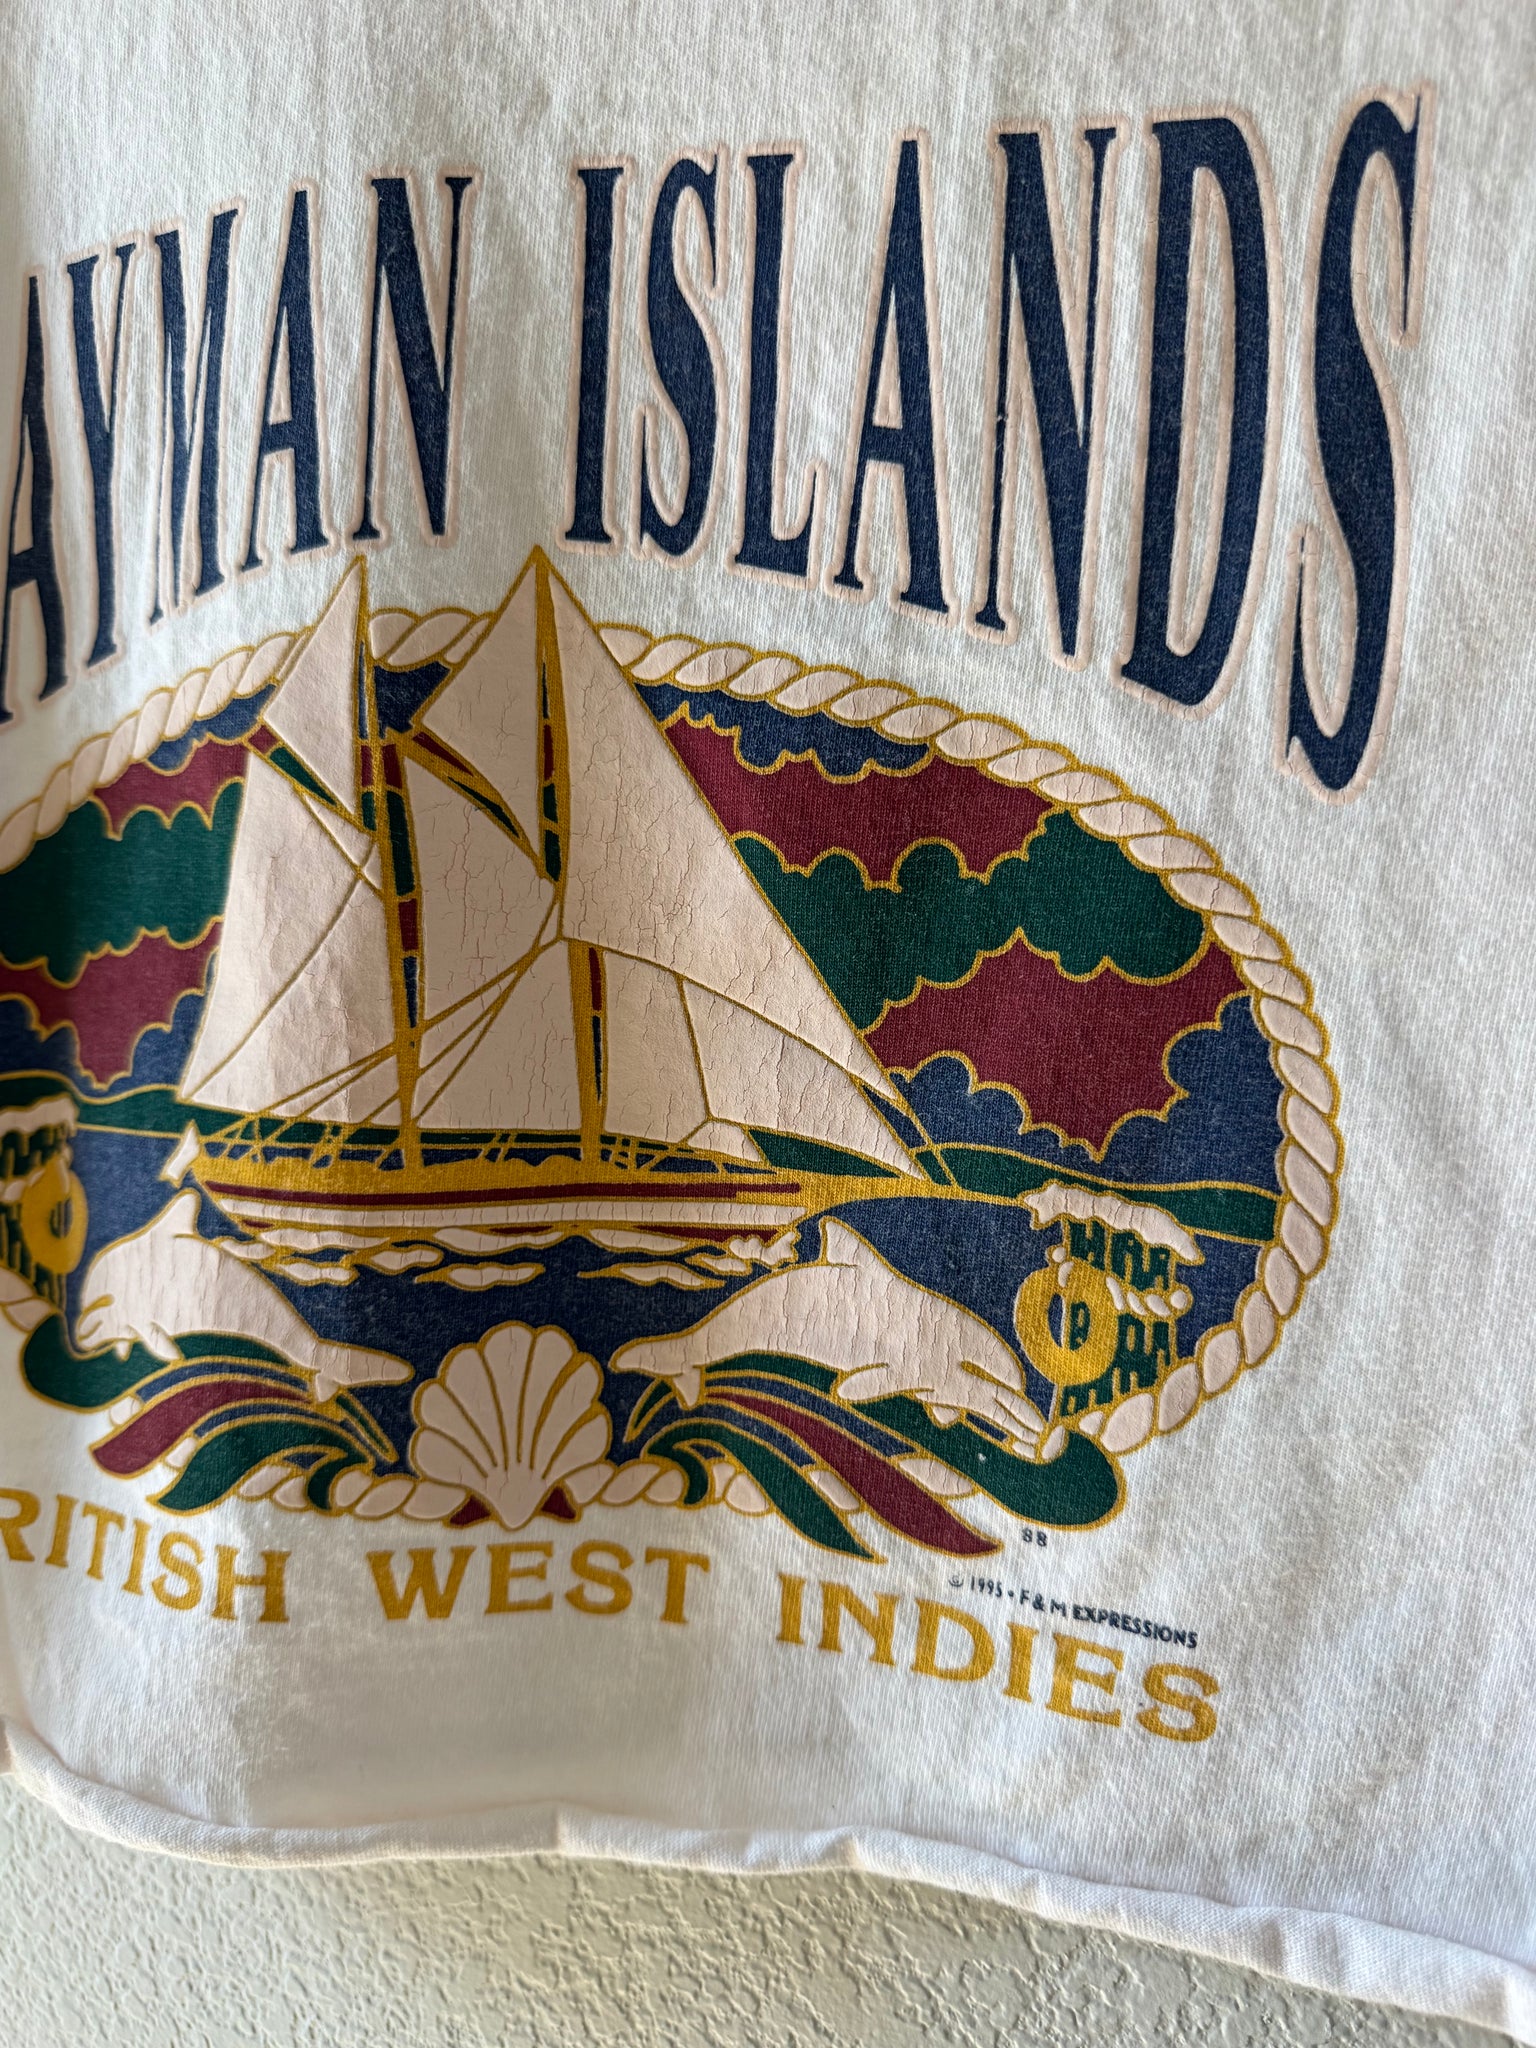 AYMAN ISLANDS
88
© 1995 • F & M EXPRESSIONS
RITISH WEST INDIES